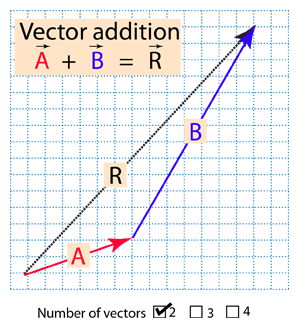 Vector addition
A + B = R
B
R
A
Number of vectors 2 3 4